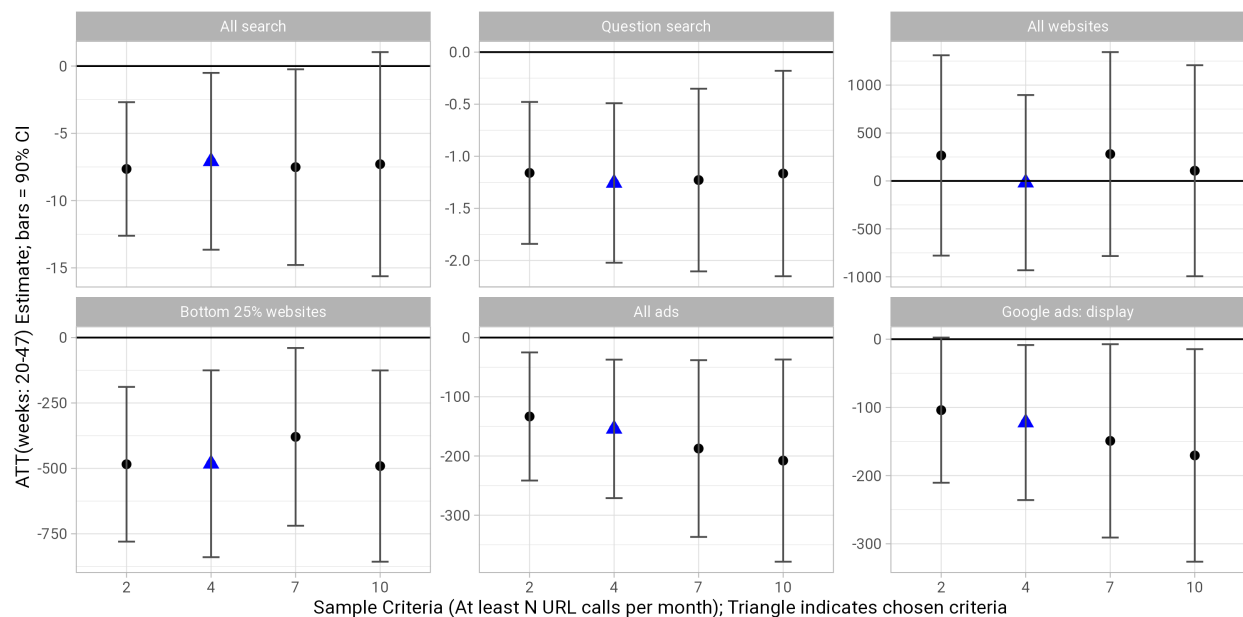 All search
Question search
All websites
0
-5
-10
-15
0.0
-0.5
-1.0
-1.5
-2.0
1000
500
0
-500
-1000
ATT(weeks: 20-47) Estimate; bars = 90% CI
Bottom 25% websites
All ads
Google ads: display
0
-250
-500
-750
0
-100
-200
-300
0
-100
-200
-300
2 4 7 10
2 4 7 10
2 4 7 10
Sample Criteria (At least N URL calls per month); Triangle indicates chosen criteria